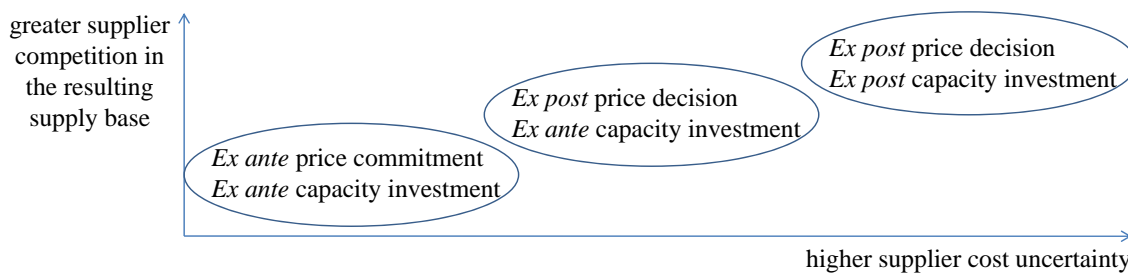 greater supplier
competition in
the resulting
supply base
Ex post price decision
Ex post capacity investment
Ex post price decision
Ex ante capacity investment
Ex ante price commitment
Ex ante capacity investment
higher supplier cost uncertainty